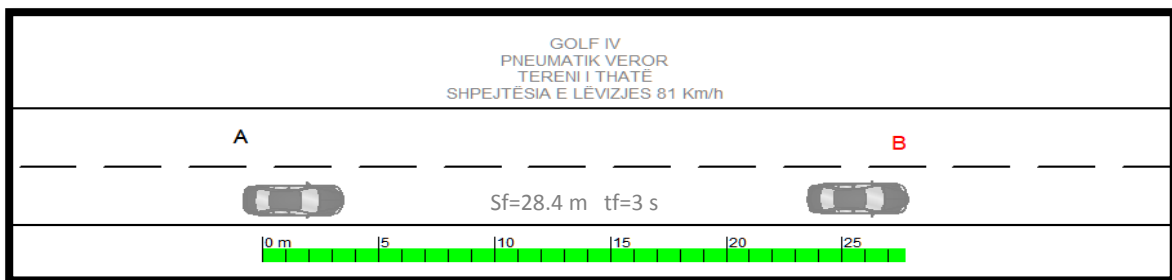 GOLF IV
PNEUMATIK VEROR
TERENI I THATË
SHPEJTËSIA E LËVIZJES 81 Km/h
A
B
Sf=28.4 m tf=3 s
0 m 5 10 15 20 25